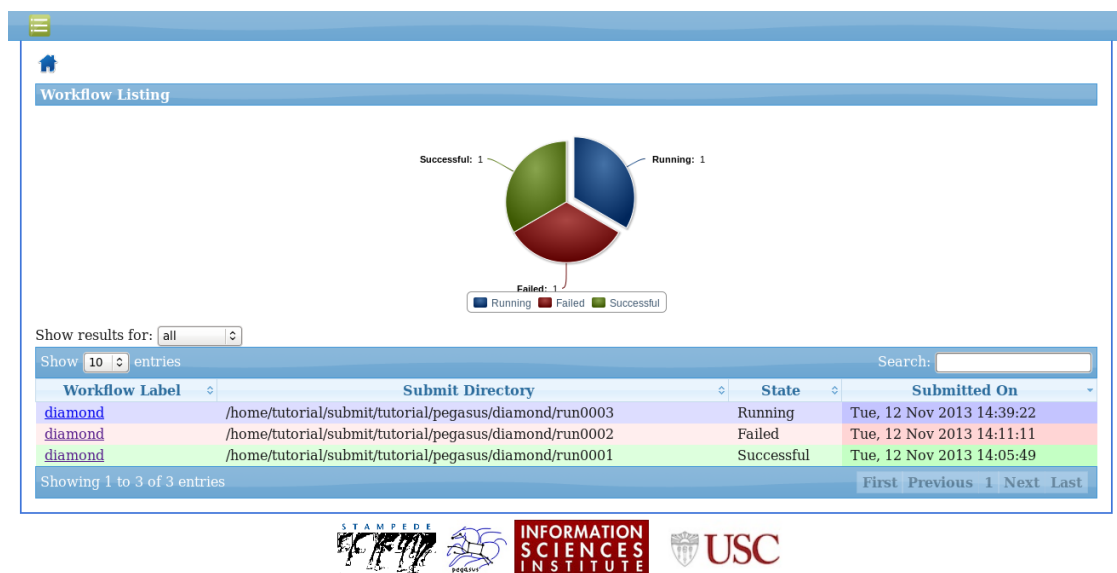 Workflow Listing
Successful: 1
Running: 1
Failed: 1
Running Failed Successful
Show results for: all
Show 10 entries Search:
Workflow Label Submit Directory State Submitted On
diamond /home/tutorial/submit/tutorial/pegasus/diamond/run0003 Running Tue, 12 Nov 2013 14:39:22
diamond /home/tutorial/submit/tutorial/pegasus/diamond/run0002 Failed Tue, 12 Nov 2013 14:11:11
diamond /home/tutorial/submit/tutorial/pegasus/diamond/run0001 Successful Tue, 12 Nov 2013 14:05:49
Showing 1 to 3 of 3 entries First Previous 1 Next Last
STAMPEDE
pegasus
INFORMATION
SCIENCES
INSTITUTE
USC